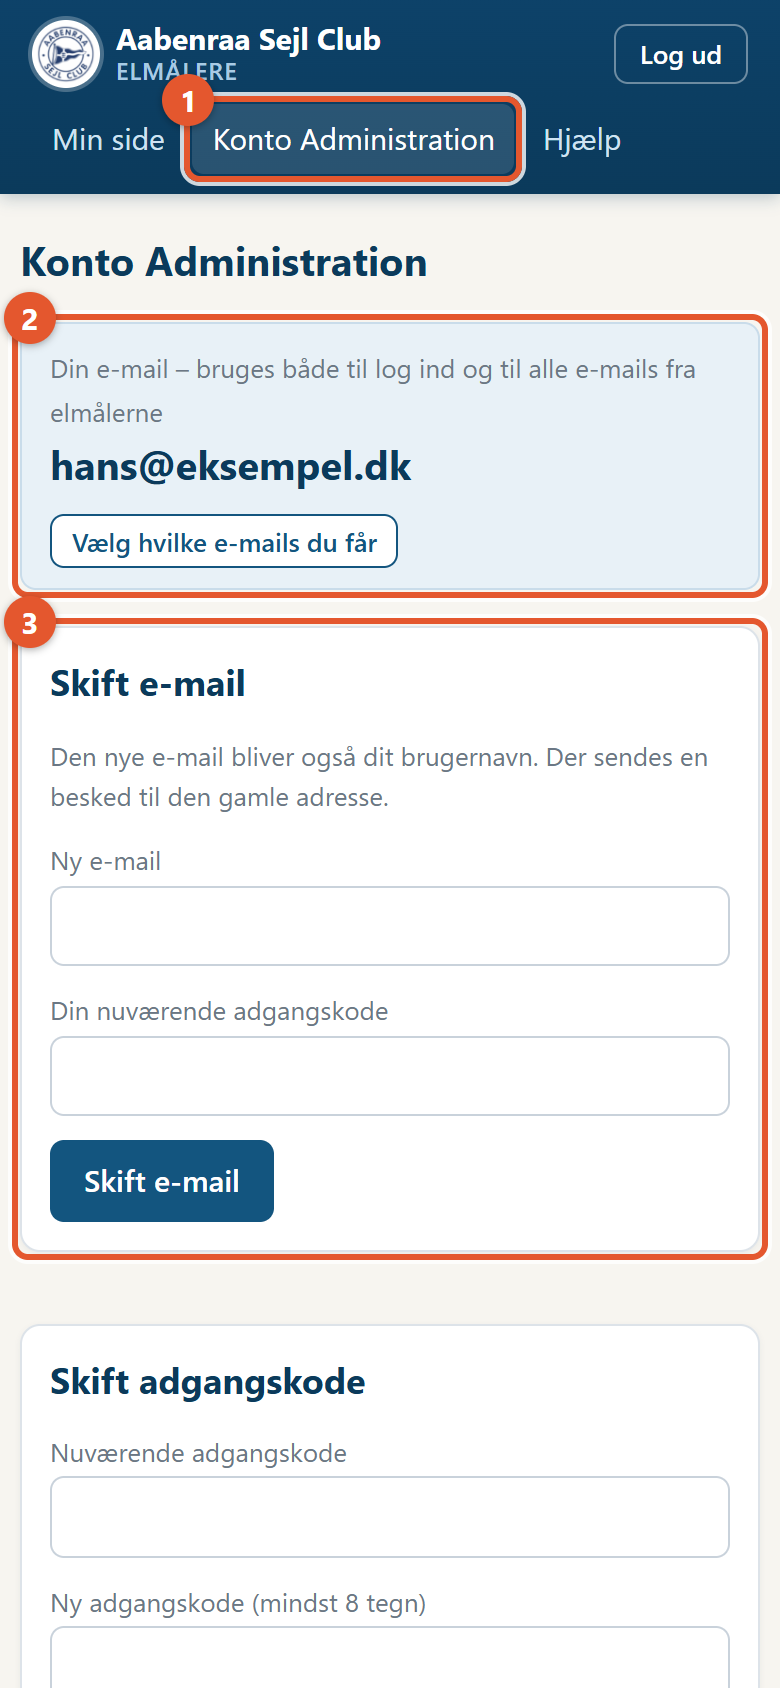 AABENRAA
SEJL CLUB
Aabenraa Sejl Club
ELMÅLERE
Log ud
1
Min side
Konto Administration
Hjælp
Konto Administration
2
Din e-mail – bruges både til log ind og til alle e-mails fra
elmålerne
hans@eksempel.dk
Vælg hvilke e-mails du får
3
Skift e-mail
Den nye e-mail bliver også dit brugernavn. Der sendes en
besked til den gamle adresse.
Ny e-mail
Din nuværende adgangskode
Skift e-mail
Skift adgangskode
Nuværende adgangskode
Ny adgangskode (mindst 8 tegn)